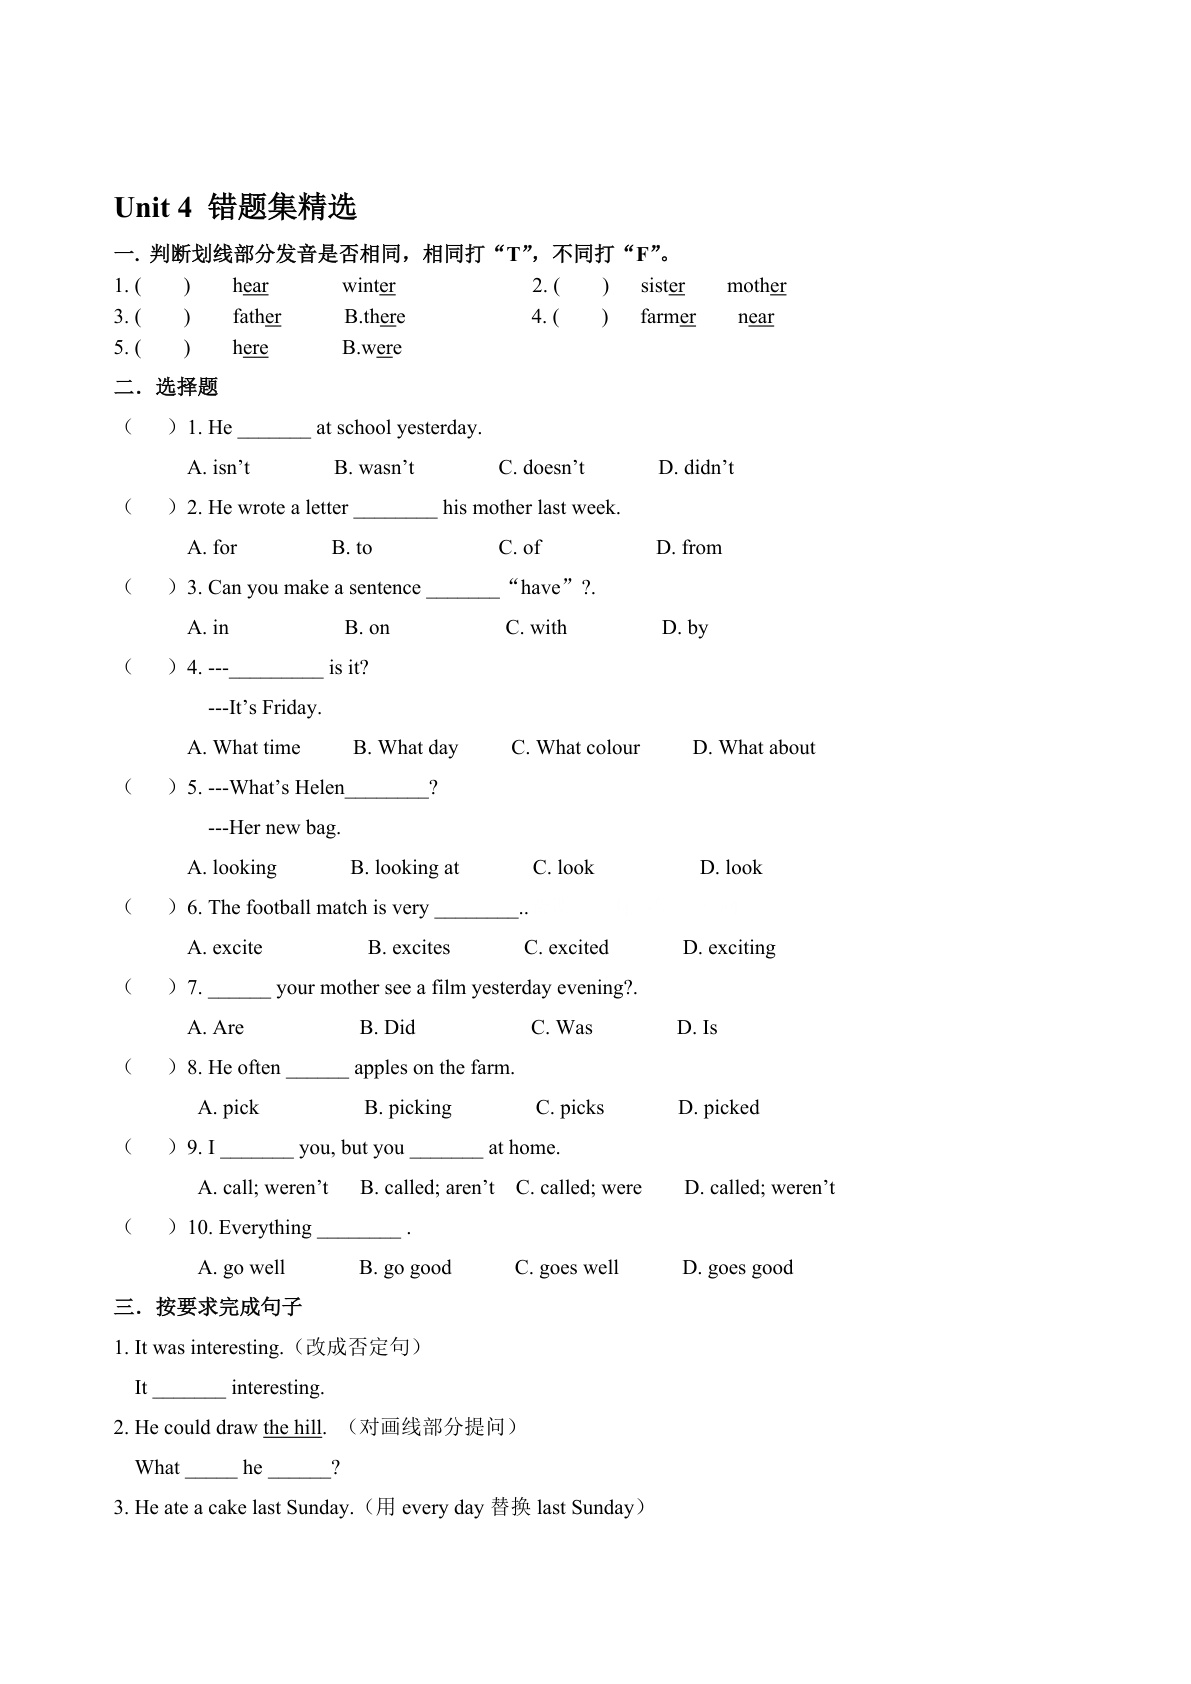 Unit 4 错题集精选
一. 判断划线部分发音是否相同，相同打“T”，不同打“F”。
1. ( ) hear winter 2. ( ) sister mother
3. ( ) father B.there 4. ( ) farmer near
5. ( ) here B.were
二．选择题
（ ）1. He _______ at school yesterday.
A. isn’t B. wasn’t C. doesn’t D. didn’t
（ ）2. He wrote a letter ________ his mother last week.
A. for B. to C. of D. from
（ ）3. Can you make a sentence _______“have”?.
A. in B. on C. with D. by
（ ）4. ---_________ is it?
---It’s Friday.
A. What time B. What day C. What colour D. What about
（ ）5. ---What’s Helen________?
---Her new bag.
A. looking B. looking at C. look D. look
（ ）6. The football match is very ________..
A. excite B. excites C. excited D. exciting
（ ）7. ______ your mother see a film yesterday evening?.
A. Are B. Did C. Was D. Is
（ ）8. He often ______ apples on the farm.
A. pick B. picking C. picks D. picked
（ ）9. I _______ you, but you _______ at home.
A. call; weren’t B. called; aren’t C. called; were D. called; weren’t
（ ）10. Everything ________ .
A. go well B. go good C. goes well D. goes good
三．按要求完成句子
1. It was interesting.（改成否定句）
It _______ interesting.
2. He could draw the hill. （对画线部分提问）
What _____ he ______?
3. He ate a cake last Sunday.（用 every day 替换 last Sunday）